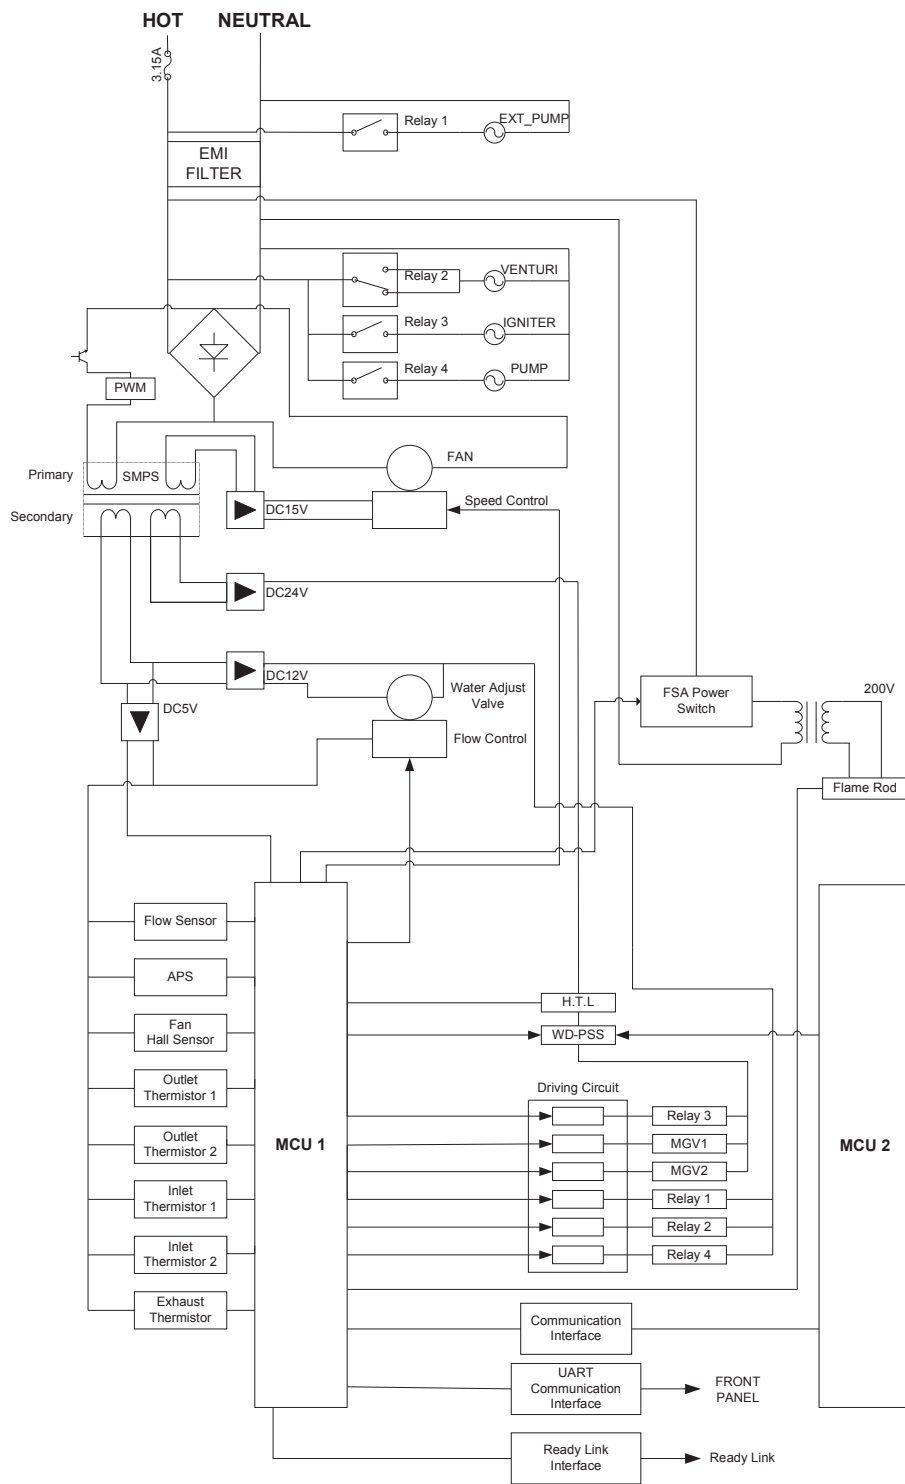 HOT NEUTRAL
3.15A
Relay 1
EXT_PUMP
EMI
FILTER
Relay 2
VENTURI
Relay 3
IGNITER
Relay 4
PUMP
PWM
FAN
Primary
SMPS
Secondary
DC15V
Speed Control
DC24V
DC12V
Water Adjust
Valve
FSA Power
Switch
200V
DC5V
Flow Control
Flame Rod
Flow Sensor
APS
Fan
Hall Sensor
Outlet
Thermistor 1
Outlet
Thermistor 2
Inlet
Thermistor 1
Inlet
Thermistor 2
Exhaust
Thermistor
MCU 1
H.T.L
WD-PSS
Driving Circuit
Relay 3
MGV1
MGV2
Relay 1
Relay 2
Relay 4
MCU 2
Communication
Interface
UART
Communication
Interface
FRONT
PANEL
Ready Link
Interface
Ready Link